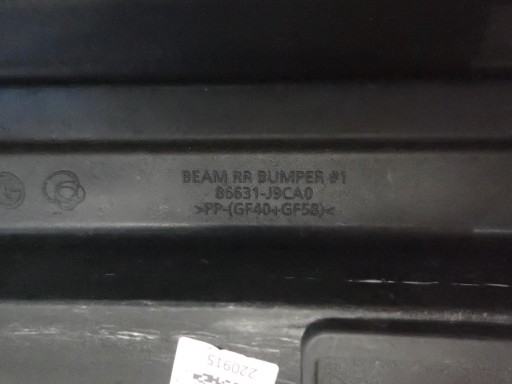 BEAM RR BUMPER #1
86631-J9CA0
>PP-(GF40+GF58)<
220915